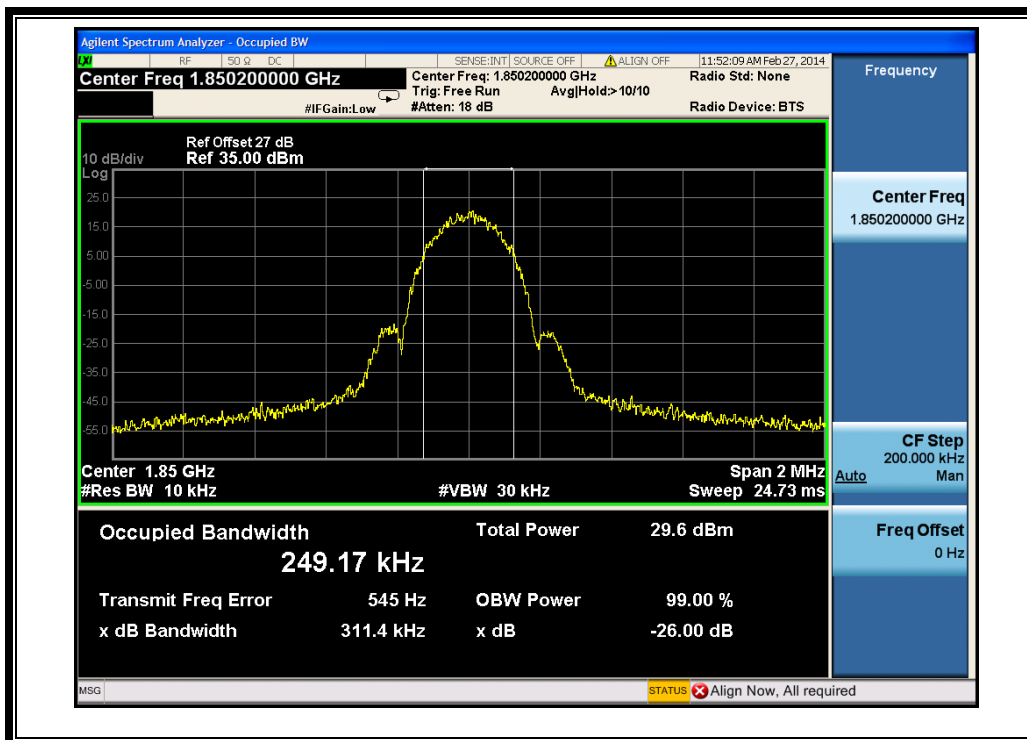 Agilent Spectrum Analyzer - Occupied BW
LXI RF 50 Ω DC SENSE:INT SOURCE OFF ALIGN OFF 11:52:09 AM Feb 27, 2014
Center Freq 1.850200000 GHz
Center Freq: 1.850200000 GHz
Radio Std: None
Trig: Free Run Avg|Hold:>10/10
#IFGain:Low
#Atten: 18 dB
Radio Device: BTS
Ref Offset 27 dB
10 dB/div Ref 35.00 dBm
Log
25.0
15.0
5.00
-5.00
-15.0
-25.0
-35.0
-45.0
-55.0
Center 1.85 GHz Span 2 MHz
#Res BW 10 kHz #VBW 30 kHz Sweep 24.73 ms
Occupied Bandwidth Total Power 29.6 dBm
249.17 kHz
Transmit Freq Error 545 Hz OBW Power 99.00 %
x dB Bandwidth 311.4 kHz x dB -26.00 dB
Frequency
Center Freq
1.850200000 GHz
CF Step
200.000 kHz
Auto Man
Freq Offset
0 Hz
MSG STATUS Align Now, All required